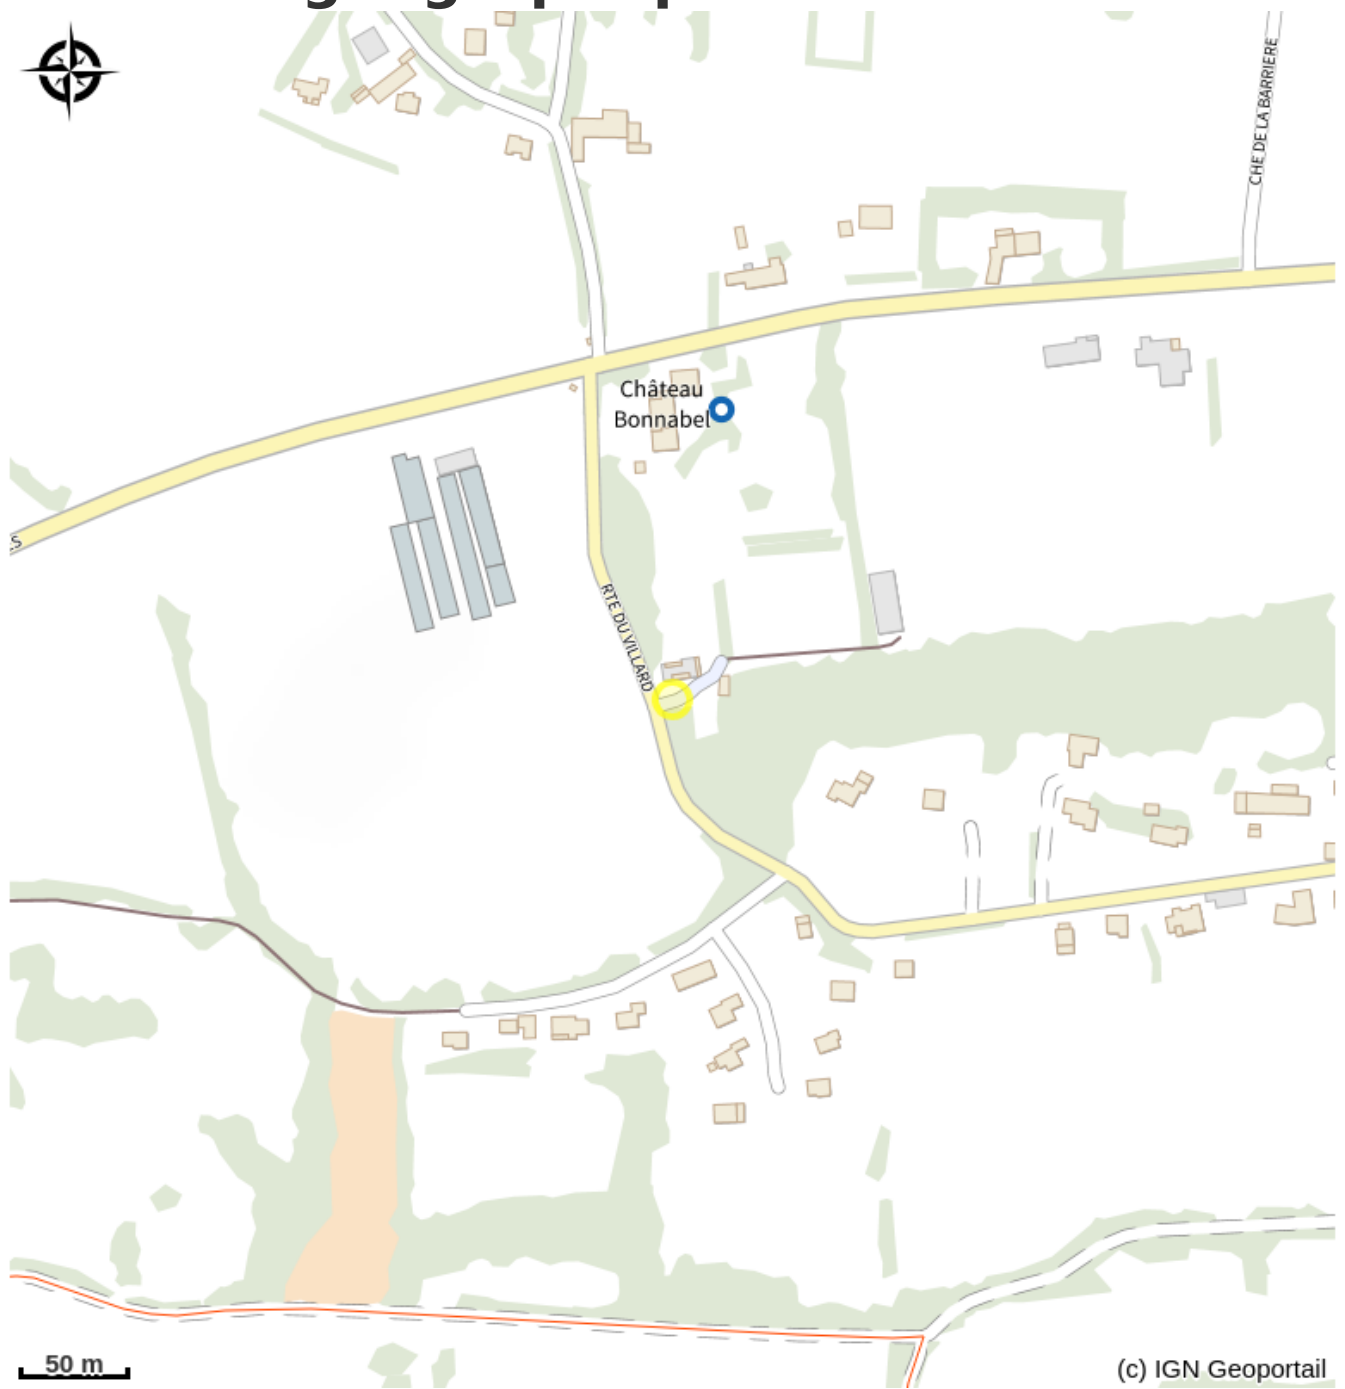 CHE DE LA BARRIERE
Château
Bonnabel
RTE DU VILLARD
50 m
(c) IGN Geoportail